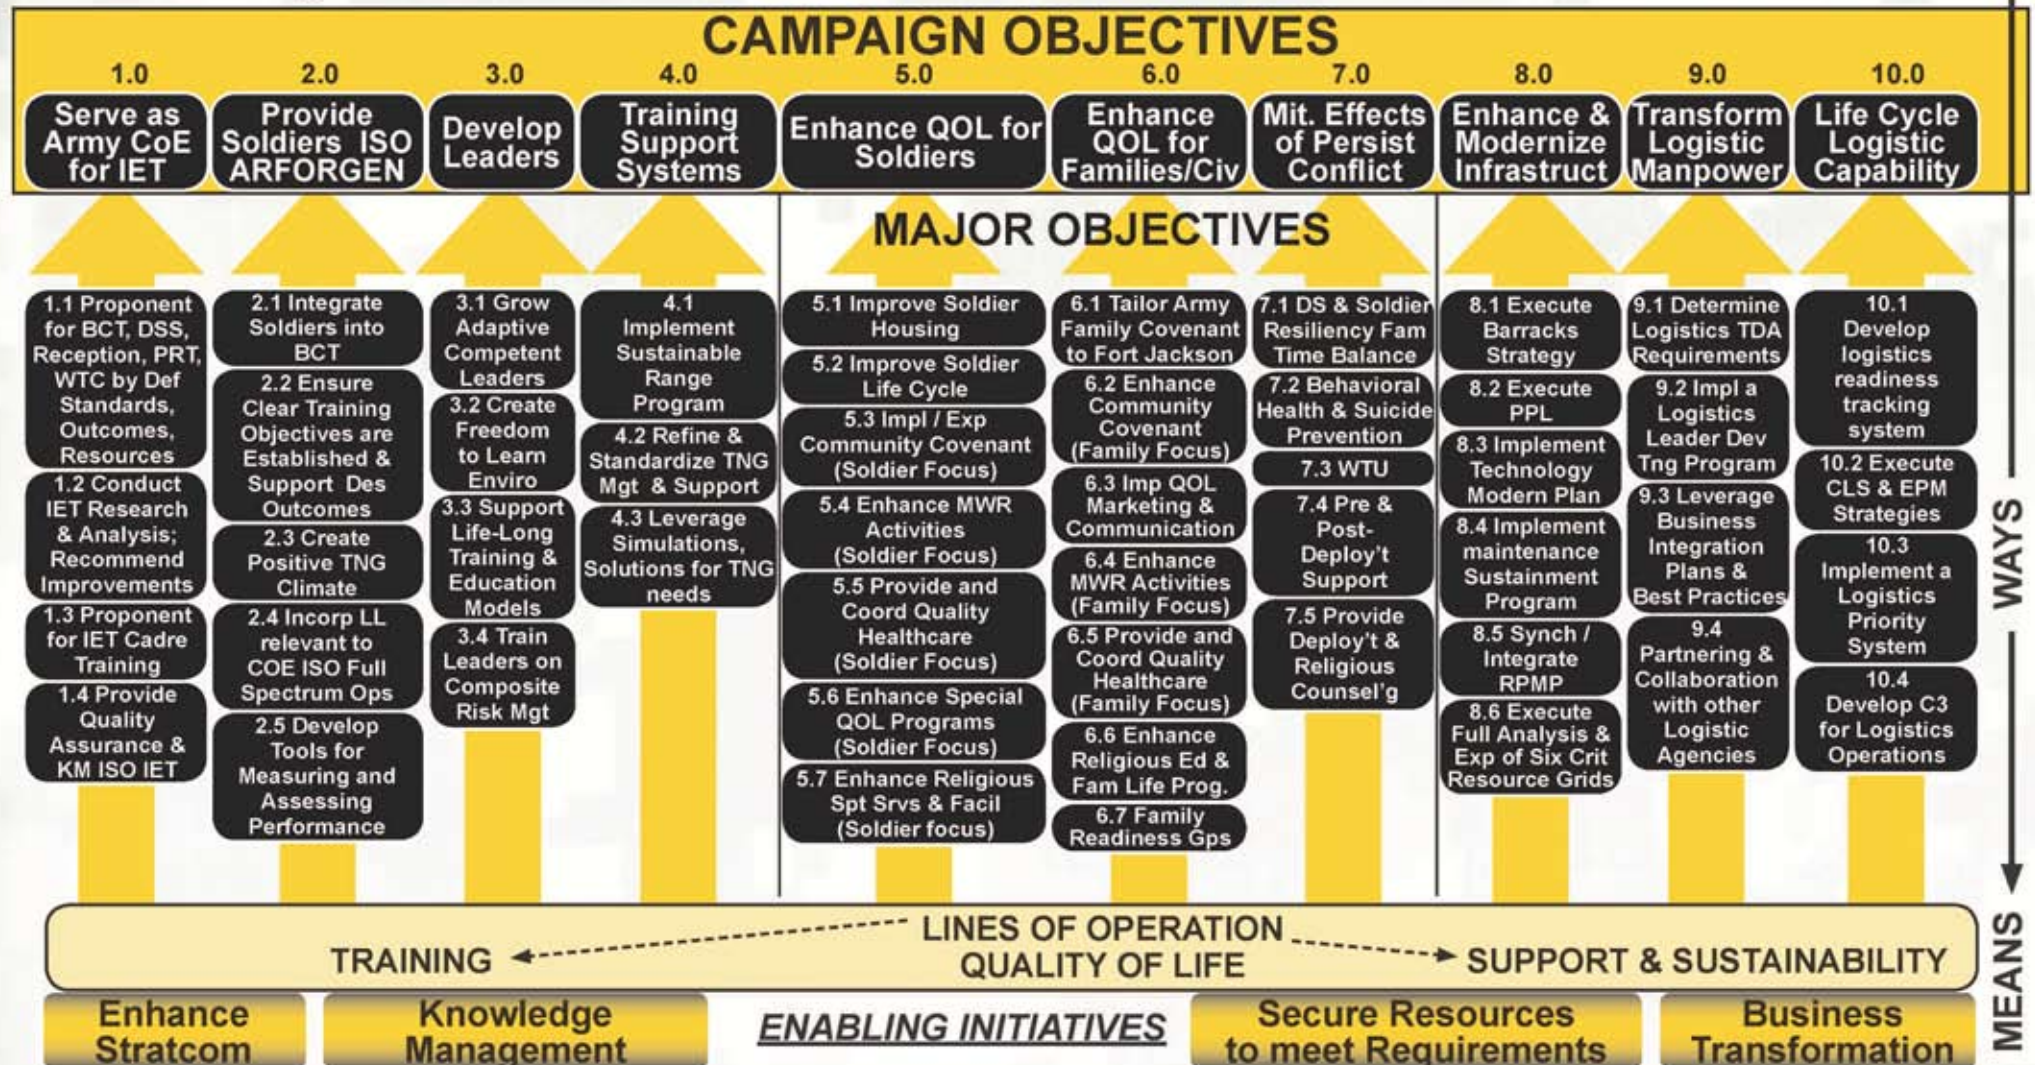 CAMPAIGN OBJECTIVES
1.0
Serve as
Army CoE
for IET
2.0
Provide
Soldiers ISO
ARFORGEN
3.0
Develop
Leaders
4.0
Training
Support
Systems
5.0
Enhance QOL for
Soldiers
6.0
Enhance
QOL for
Families/Civ
7.0
Mit. Effects
of Persist
Conflict
8.0
Enhance &
Modernize
Infrastruct
9.0
Transform
Logistic
Manpower
10.0
Life Cycle
Logistic
Capability
MAJOR OBJECTIVES
1.1 Proponent
for BCT, DSS,
Reception, PRT,
WTC by Def
Standards,
Outcomes,
Resources
1.2 Conduct
IET Research
& Analysis;
Recommend
Improvements
1.3 Proponent
for IET Cadre
Training
1.4 Provide
Quality
Assurance &
KM ISO IET
2.1 Integrate
Soldiers into
BCT
2.2 Ensure
Clear Training
Objectives are
Established &
Support Des
Outcomes
2.3 Create
Positive TNG
Climate
2.4 Incorp LL
relevant to
COE ISO Full
Spectrum Ops
2.5 Develop
Tools for
Measuring and
Assessing
Performance
3.1 Grow
Adaptive
Competent
Leaders
3.2 Create
Freedom
to Learn
Enviro
3.3 Support
Life-Long
Training &
Education
Models
3.4 Train
Leaders on
Composite
Risk Mgt
4.1
Implement
Sustainable
Range
Program
4.2 Refine &
Standardize TNG
Mgt & Support
4.3 Leverage
Simulations,
Solutions for TNG
needs
5.1 Improve Soldier
Housing
5.2 Improve Soldier
Life Cycle
5.3 Impl / Exp
Community Covenant
(Soldier Focus)
5.4 Enhance MWR
Activities
(Soldier Focus)
5.5 Provide and
Coord Quality
Healthcare
(Soldier Focus)
5.6 Enhance Special
QOL Programs
(Soldier Focus)
5.7 Enhance Religious
Spt Srvs & Facil
(Soldier focus)
6.1 Tailor Army
Family Covenant
to Fort Jackson
6.2 Enhance
Community
Covenant
(Family Focus)
6.3 Imp QOL
Marketing &
Communication
6.4 Enhance
MWR Activities
(Family Focus)
6.5 Provide and
Coord Quality
Healthcare
(Family Focus)
6.6 Enhance
Religious Ed &
Fam Life Prog.
6.7 Family
Readiness Gps
7.1 DS & Soldier
Resiliency Fam
Time Balance
7.2 Behavioral
Health & Suicide
Prevention
7.3 WTU
7.4 Pre &
Post-
Deploy't
Support
7.5 Provide
Deploy't &
Religious
Counsel'g
8.1 Execute
Barracks
Strategy
8.2 Execute
PPL
8.3 Implement
Technology
Modern Plan
8.4 Implement
maintenance
Sustainment
Program
8.5 Synch /
Integrate
RPMP
8.6 Execute
Full Analysis &
Exp of Six Crit
Resource Grids
9.1 Determine
Logistics TDA
Requirements
9.2 Impl a
Logistics
Leader Dev
Tng Program
9.3 Leverage
Business
Integration
Plans &
Best Practices
9.4
Partnering &
Collaboration
with other
Logistic
Agencies
10.1
Develop
logistics
readiness
tracking
system
10.2 Execute
CLS & EPM
Strategies
10.3
Implement a
Logistics
Priority
System
10.4
Develop C3
for Logistics
Operations
WAYS
MEANS
LINES OF OPERATION
TRAINING
QUALITY OF LIFE
SUPPORT & SUSTAINABILITY
Enhance
Stratcom
Knowledge
Management
ENABLING INITIATIVES
Secure Resources
to meet Requirements
Business
Transformation